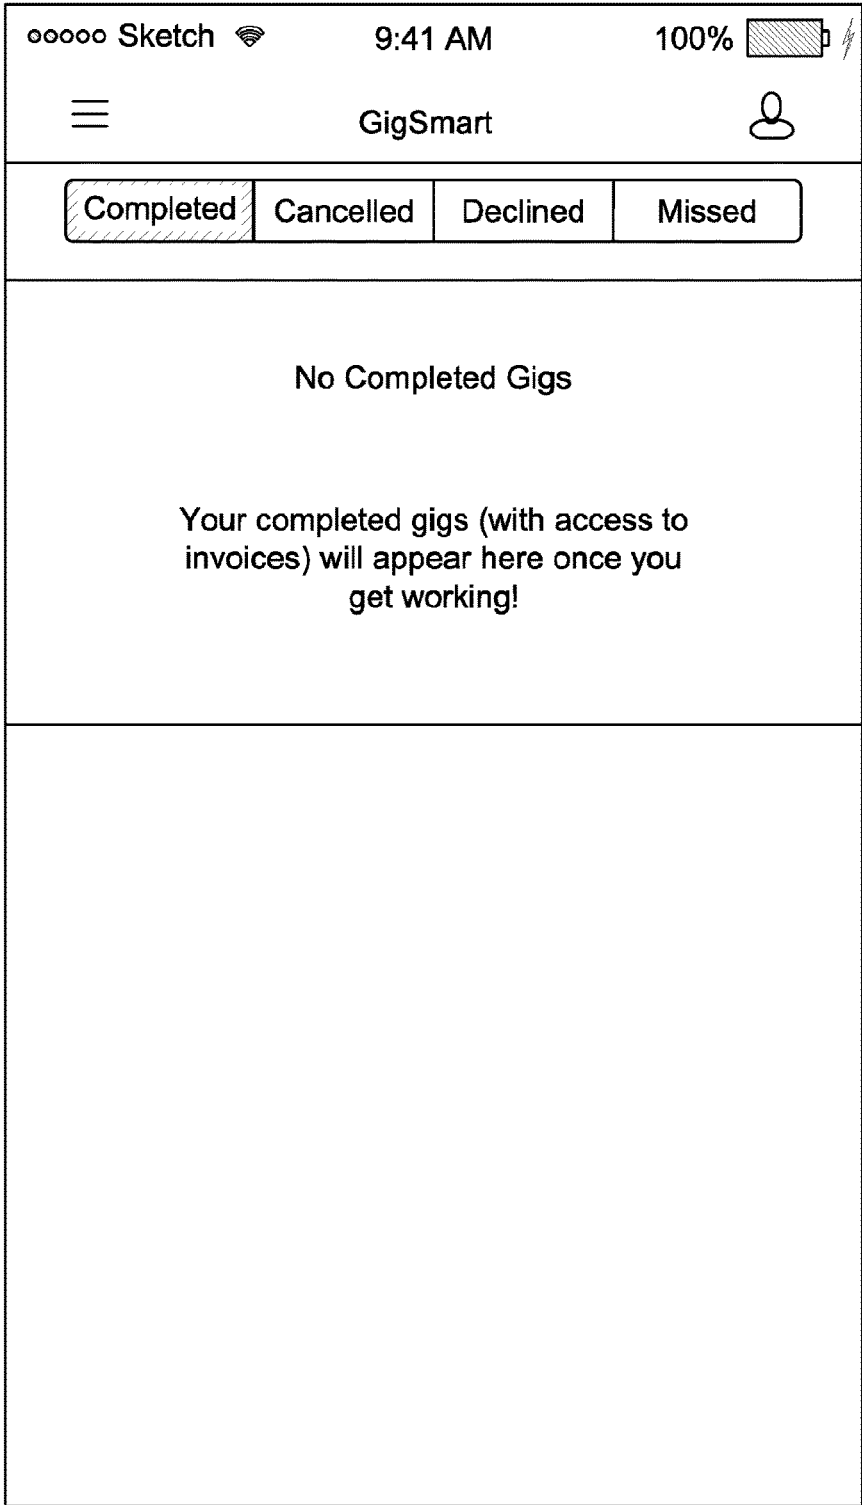 ooooo Sketch 9:41 AM 100%
GigSmart
Completed Cancelled Declined Missed
No Completed Gigs
Your completed gigs (with access to
invoices) will appear here once you
get working!